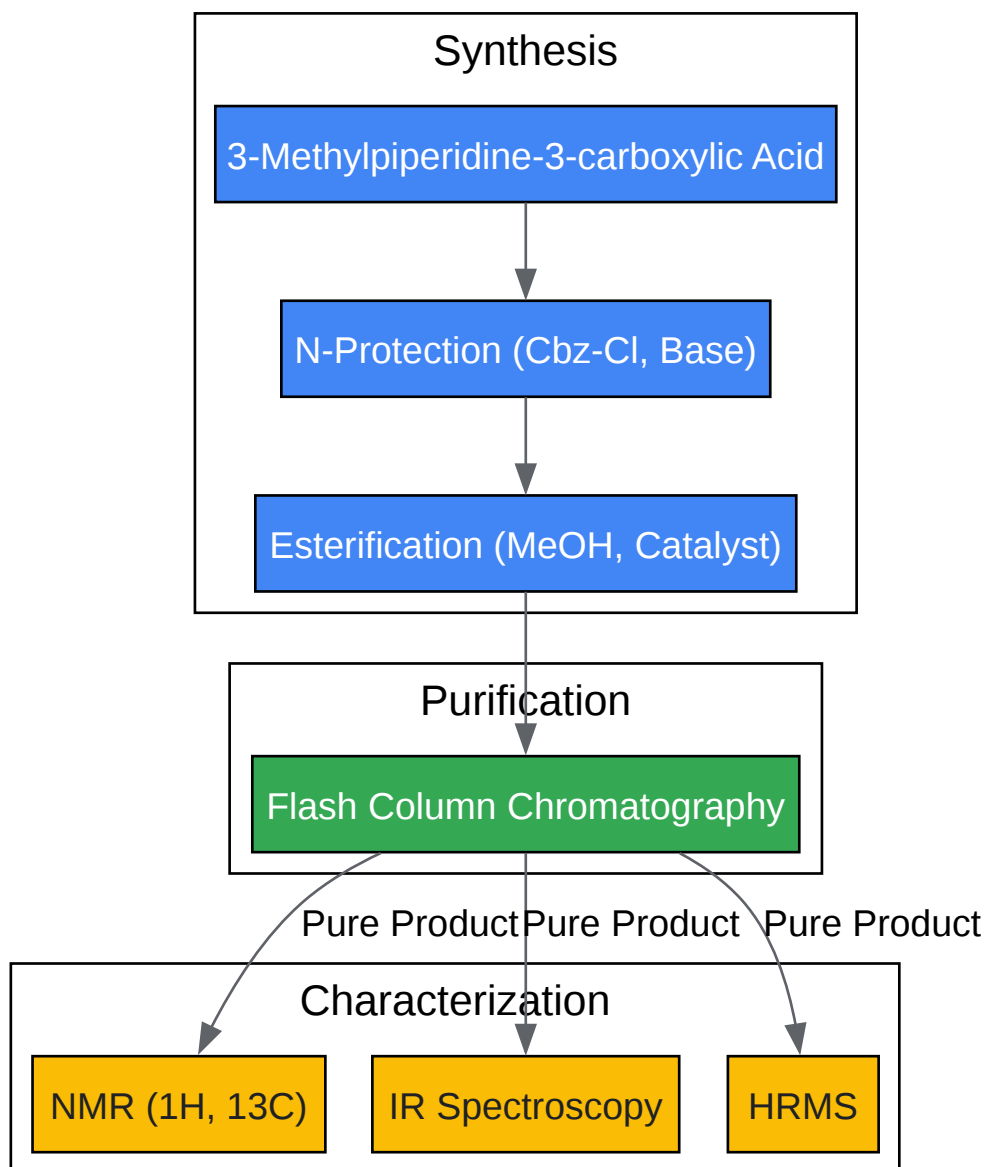 Synthesis
3-Methylpiperidine-3-carboxylic Acid
N-Protection (Cbz-Cl, Base)
Esterification (MeOH, Catalyst)
Purification
Flash Column Chromatography
Pure Product
Pure Product
Pure Product
Characterization
NMR (1H, 13C)
IR Spectroscopy
HRMS